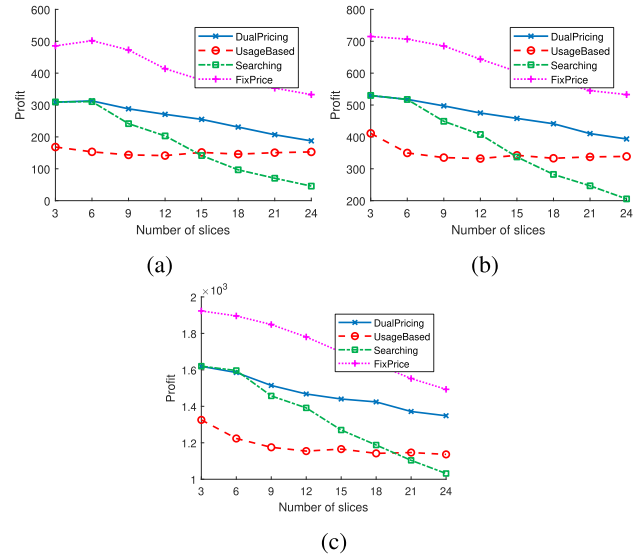 600
500
400
300
200
100
0
Profit
3 6 9 12 15 18 21 24
Number of slices
DualPricing
UsageBased
Searching
FixPrice
(a)
800
700
600
500
400
300
200
Profit
3 6 9 12 15 18 21 24
Number of slices
DualPricing
UsageBased
Searching
FixPrice
(b)
× 10³
2
1.8
1.6
1.4
1.2
1
Profit
3 6 9 12 15 18 21 24
Number of slices
DualPricing
UsageBased
Searching
FixPrice
(c)